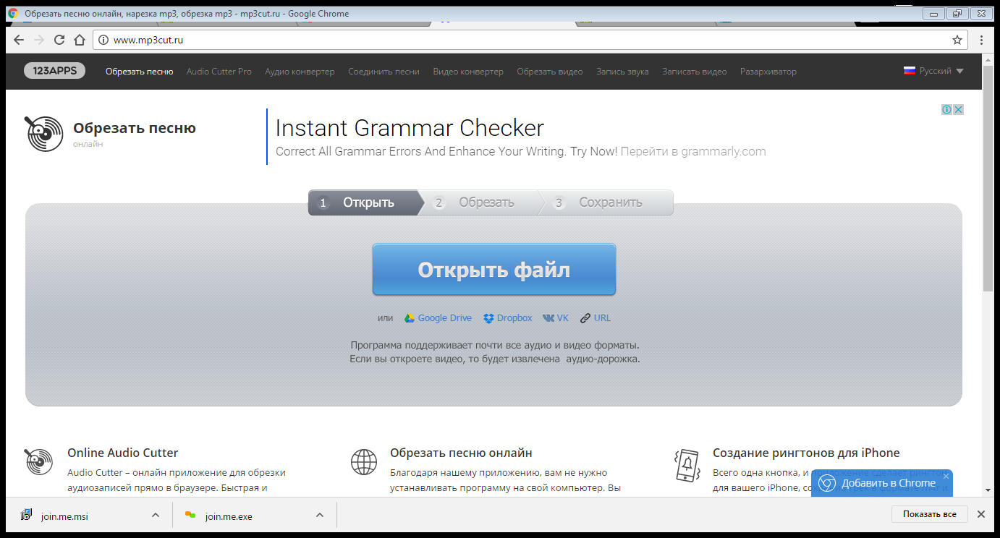 Обрезать песню онлайн, нарезка mp3, обрезка mp3 - mp3cut.ru - Google Chrome
www.mp3cut.ru
123APPS Обрезать песню Audio Cutter Pro Аудио конвертер Соединить песни Видео конвертер Обрезать видео Запись звука Записать видео Разархиватор Русский
Обрезать песню
онлайн
Instant Grammar Checker
Correct All Grammar Errors And Enhance Your Writing. Try Now! Перейти в grammarly.com
1 Открыть 2 Обрезать 3 Сохранить
Открыть файл
или Google Drive Dropbox VK URL
Программа поддерживает почти все аудио и видео форматы.
Если вы откроете видео, то будет извлечена аудио-дорожка.
Online Audio Cutter
Audio Cutter – онлайн приложение для обрезки
аудиозаписей прямо в браузере. Быстрая и
Обрезать песню онлайн
Благодаря нашему приложению, вам не нужно
устанавливать программу на свой компьютер. Вы
Создание рингтонов для iPhone
Всего одна кнопка, и приложение сделает рингтон
для вашего iPhone,
Добавить в Chrome
join.me.msi
join.me.exe
Показать все